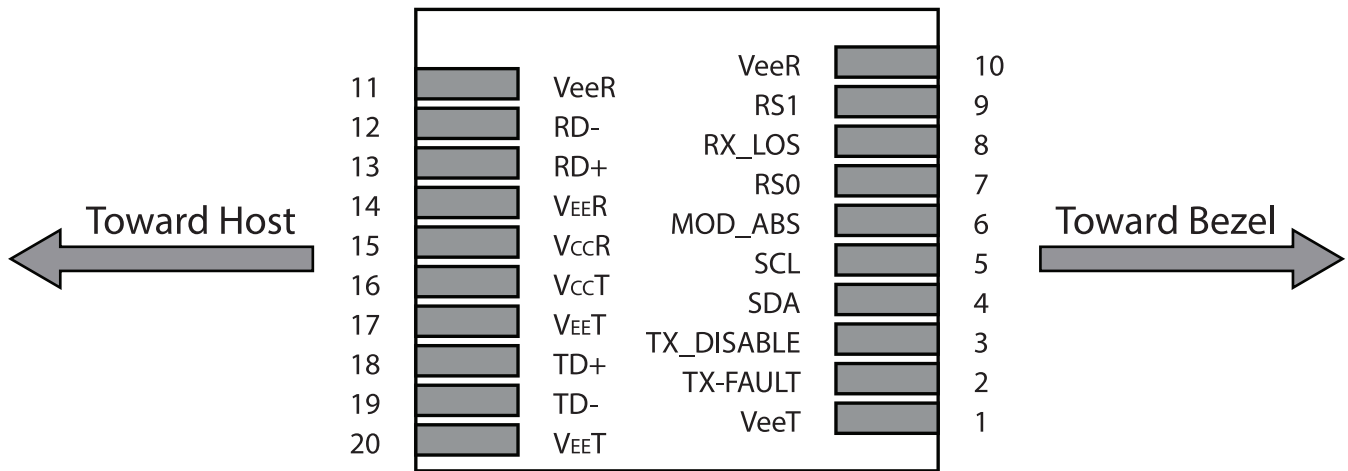 VeeR 10
11 VeeR
RS1 9
12 RD-
RX_LOS 8
13 RD+
RS0 7
14 VEER
MOD_ABS 6
Toward Host
Toward Bezel
15 VCCR
SCL 5
16 VCCT
SDA 4
17 VEET
TX_DISABLE 3
18 TD+
TX-FAULT 2
19 TD-
VeeT 1
20 VEET